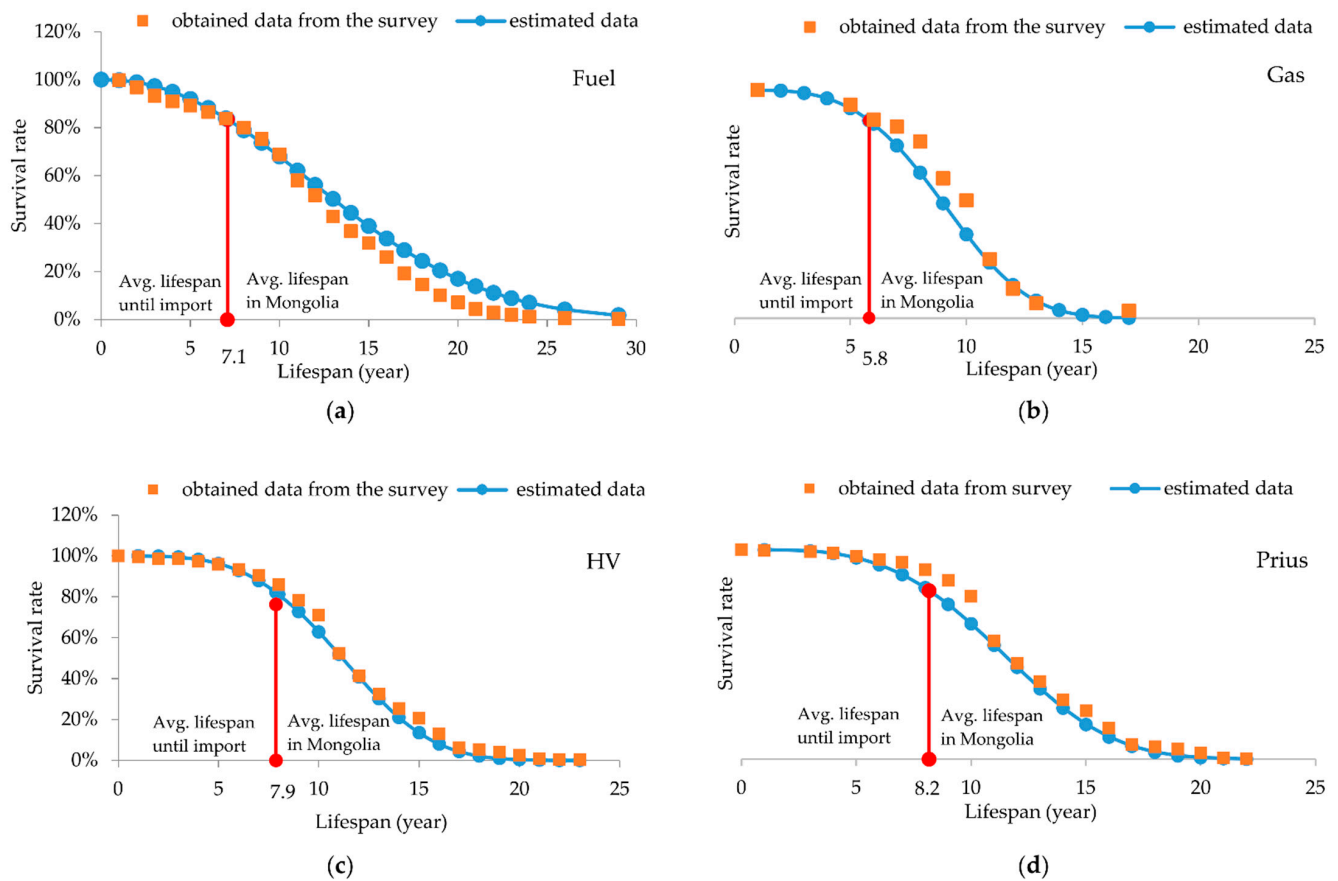 obtained data from the survey estimated data
120%
100%
80%
60%
40%
20%
0%
Survival rate
Fuel
Avg. lifespan
until import
Avg. lifespan
in Mongolia
0 5 10 15 20 25 30
7.1
Lifespan (year)
(a)
obtained data from the survey estimated data
Survival rate
Gas
Avg. lifespan
until import
Avg. lifespan
in Mongolia
0 5 10 15 20 25
5.8
Lifespan (year)
(b)
obtained data from the survey estimated data
120%
100%
80%
60%
40%
20%
0%
Survival rate
HV
Avg. lifespan
until import
Avg. lifespan
in Mongolia
0 5 10 15 20 25
7.9
Lifespan (year)
(c)
obtained data from survey estimated data
Survival rate
Prius
Avg. lifespan
until import
Avg. lifespan
in Mongolia
0 5 10 15 20 25
8.2
Lifespan (year)
(d)